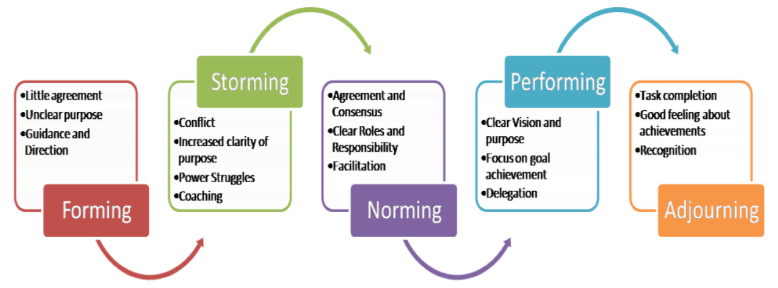 •Little agreement
•Unclear purpose
•Guidance and
Direction
Forming
Storming
•Conflict
•Increased clarity of
purpose
•Power Struggles
•Coaching
•Agreement and
Consensus
•Clear Roles and
Responsibility
•Facilitation
Norming
Performing
•Clear Vision and
purpose
•Focus on goal
achievement
•Delegation
•Task completion
•Good feeling about
achievements
•Recognition
Adjourning